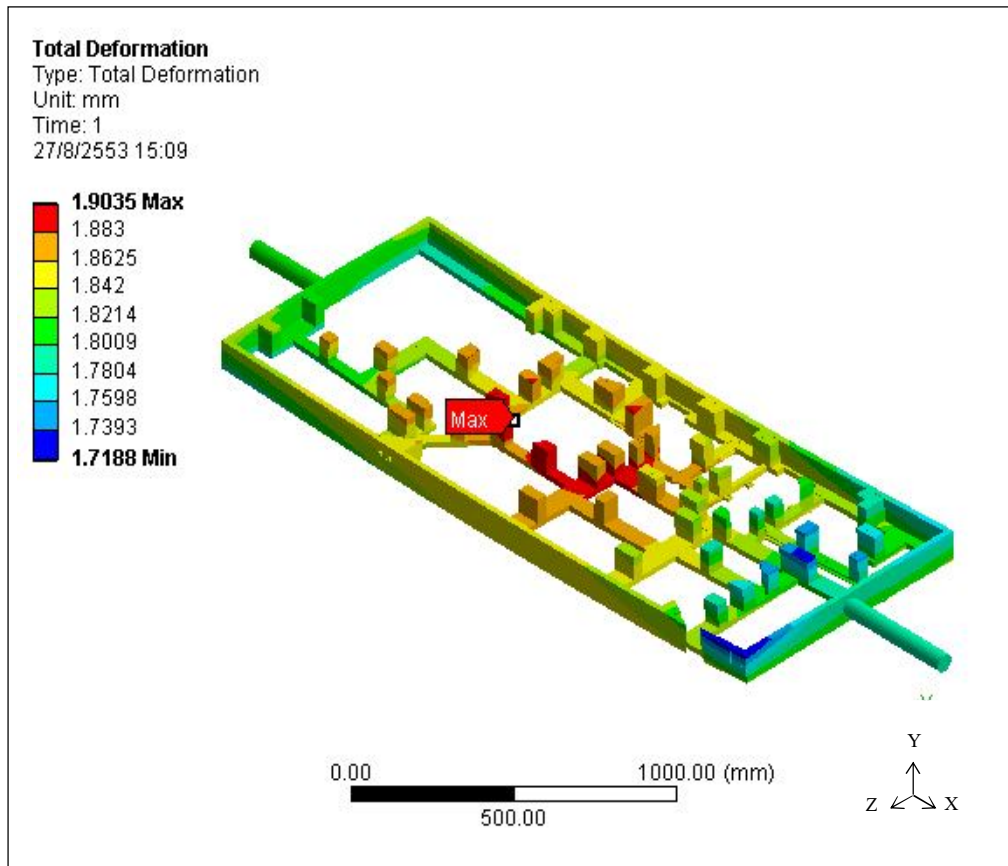 Total Deformation
Type: Total Deformation
Unit: mm
Time: 1
27/8/2553 15:09
1.9035 Max
1.883
1.8625
1.842
1.8214
1.8009
1.7804
1.7598
1.7393
1.7188 Min
Max
0.00
1000.00 (mm)
500.00
Y
Z
X